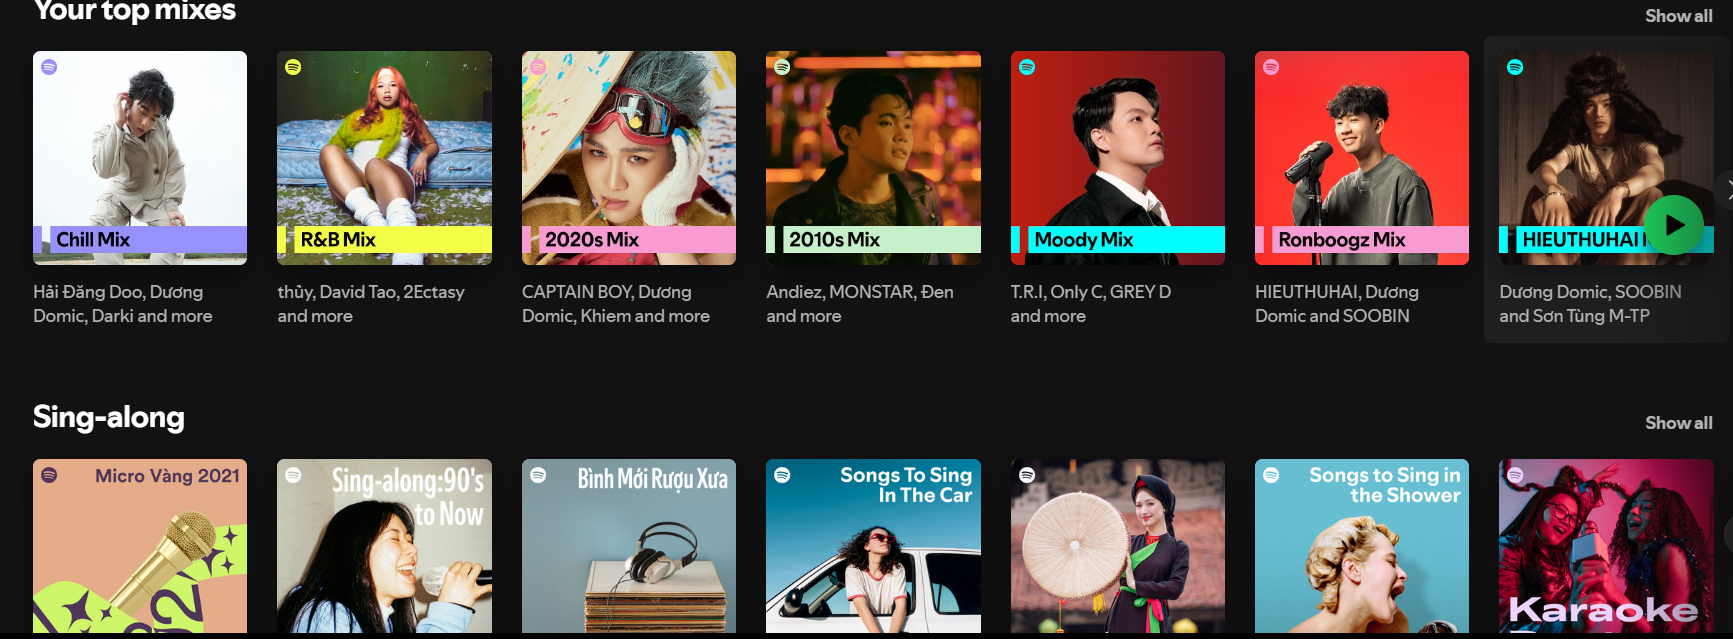 Your top mixes
Show all
Chill Mix
R&B Mix
2020s Mix
2010s Mix
Moody Mix
Ronboogz Mix
HIEUTHUHAI
Hải Đăng Doo, Dương
Domic, Darki and more
thủy, David Tao, 2Ectasy
and more
CAPTAIN BOY, Dương
Domic, Khiem and more
Andiez, MONSTAR, Đen
and more
T.R.I, Only C, GREY D
and more
HIEUTHUHAI, Dương
Domic and SOOBIN
Dương Domic, SOOBIN
and Sơn Tùng M-TP
Sing-along
Show all
Micro Vàng 2021
Sing-along:90's
to Now
Bình Mới Rượu Xưa
Songs To Sing
In The Car
Songs to Sing in
the Shower
Karaoke